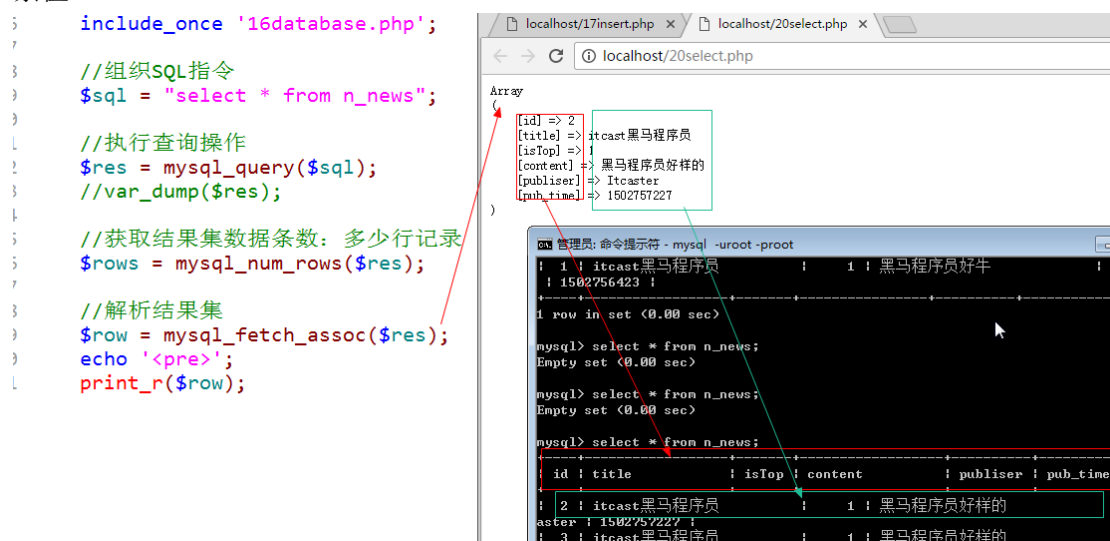 include_once '16database.php';
//组织SQL指令
$sql = "select * from n_news";
//执行查询操作
$res = mysql_query($sql);
//var_dump($res);
//获取结果集数据条数：多少行记录
$rows = mysql_num_rows($res);
//解析结果集
$row = mysql_fetch_assoc($res);
echo '<pre>';
print_r($row);
localhost/17insert.php × localhost/20select.php ×
localhost/20select.php
Array
(
[id] => 2
[title] => itcast黑马程序员
[isTop] => 1
[content] => 黑马程序员好样的
[publiser] => Itcaster
[pub_time] => 1502757227
)
管理员: 命令提示符 - mysql -uroot -proot
| 1 | itcast黑马程序员 | 1 | 黑马程序员好牛 |
| 1502756423 |
1 row in set (0.00 sec)
mysql> select * from n_news;
Empty set (0.00 sec)
mysql> select * from n_news;
Empty set (0.00 sec)
mysql> select * from n_news;
| id | title | isTop | content | publiser | pub_time
| 2 | itcast黑马程序员 | 1 | 黑马程序员好样的
aster | 1502757227 |
| 3 | itcast黑马程序员 | 1 | 黑马程序员好样的